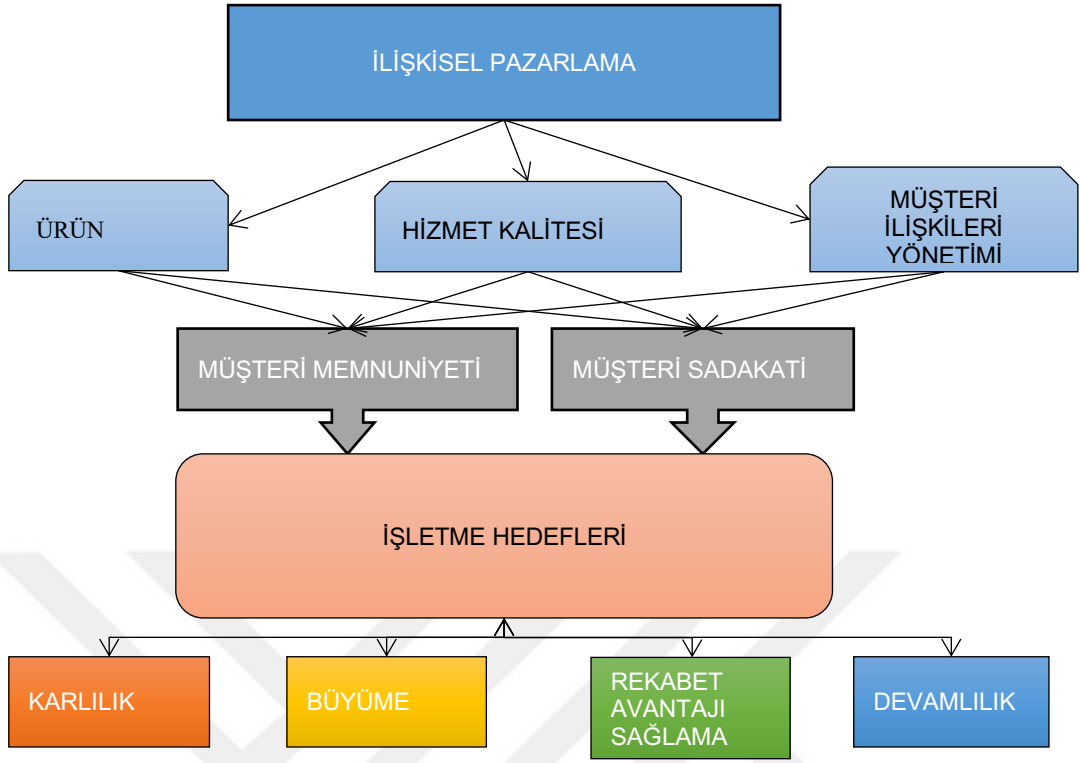 İLİŞKİSEL PAZARLAMA
ÜRÜN
HİZMET KALİTESİ
MÜŞTERİ
İLİŞKİLERİ
YÖNETİMİ
MÜŞTERİ MEMNUNİYETİ
MÜŞTERİ SADAKATİ
İŞLETME HEDEFLERİ
KARLILIK
BÜYÜME
REKABET
AVANTAJI
SAĞLAMA
DEVAMLILIK